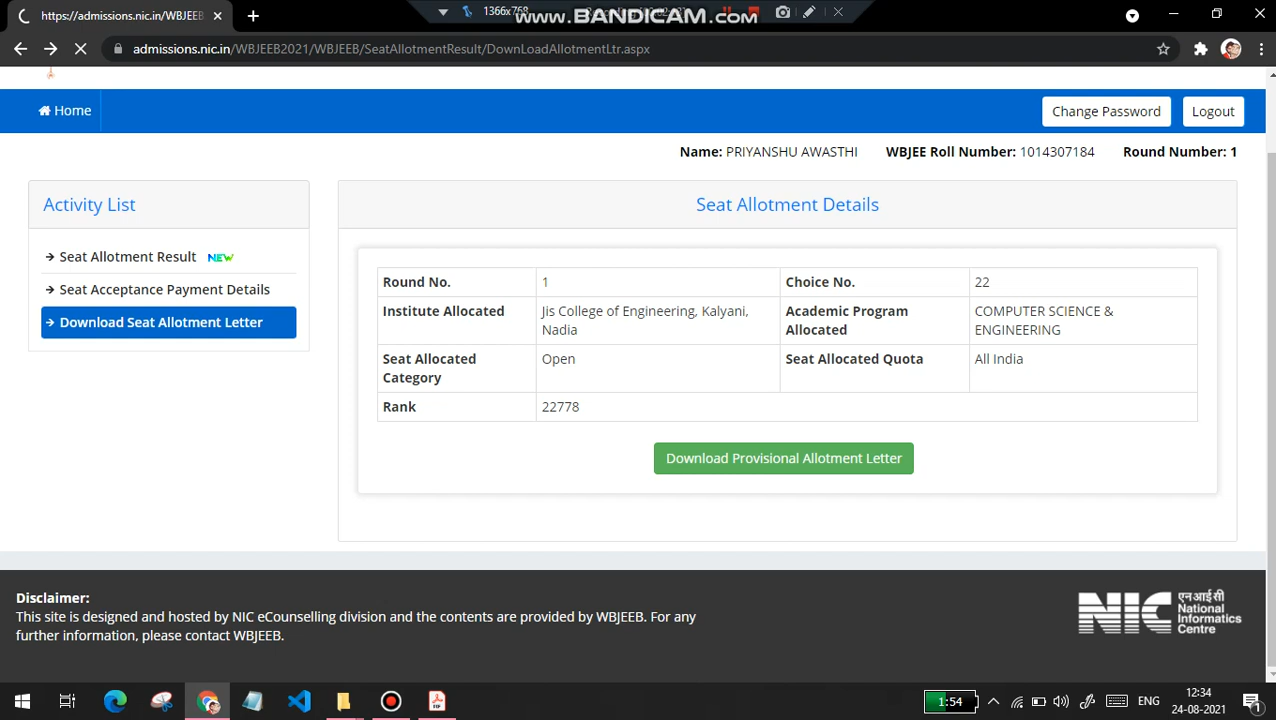 https://admissions.nic.in/WBJEEB
1366x768
www.BANDICAM.com
admissions.nic.in/WBJEEB2021/WBJEEB/SeatAllotmentResult/DownLoadAllotmentLtr.aspx
Home
Change Password
Logout
Name: PRIYANSHU AWASTHI
WBJEE Roll Number: 1014307184
Round Number: 1
Activity List
Seat Allotment Result NEW
Seat Acceptance Payment Details
Download Seat Allotment Letter
Seat Allotment Details
Round No. 1 Choice No. 22
Institute Allocated Jis College of Engineering, Kalyani, Nadia Academic Program Allocated COMPUTER SCIENCE & ENGINEERING
Seat Allocated Category Open Seat Allocated Quota All India
Rank 22778
Download Provisional Allotment Letter
Disclaimer:
This site is designed and hosted by NIC eCounselling division and the contents are provided by WBJEEB. For any
further information, please contact WBJEEB.
NIC
एन आई सी
National
Informatics
Centre
1:54
ENG
12:34
24-08-2021
1